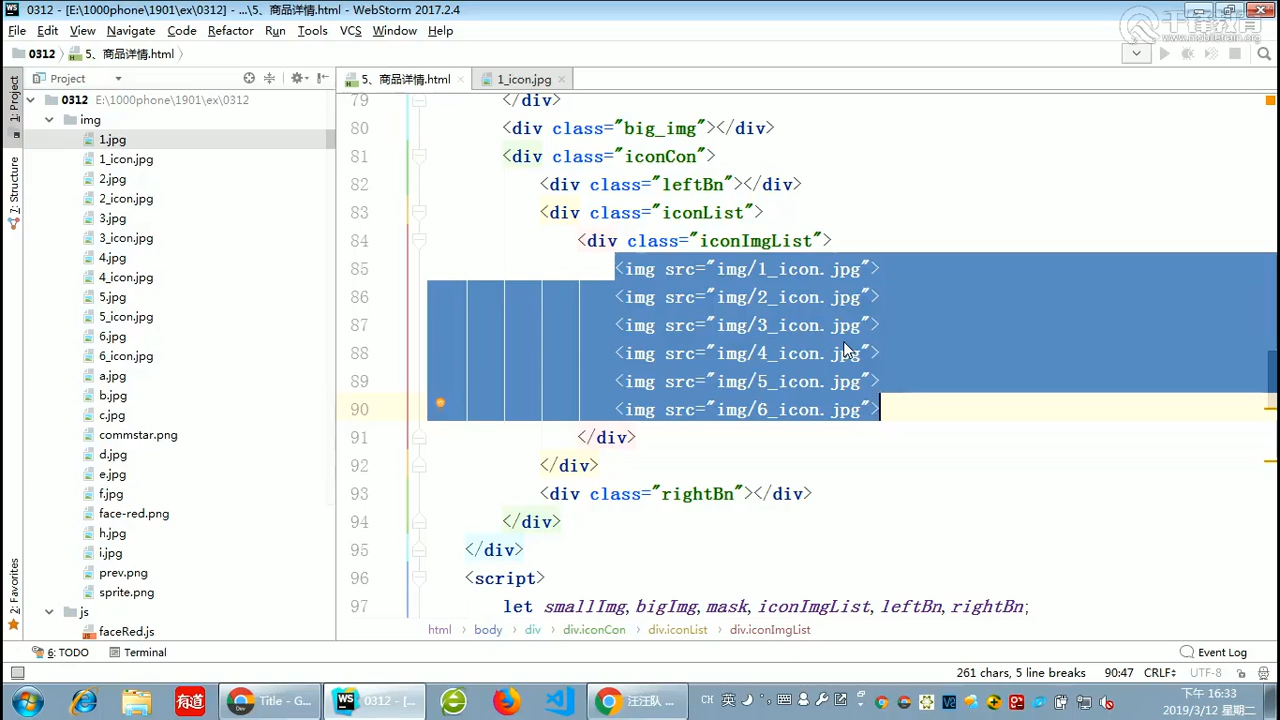 0312 - [E:\1000phone\1901\ex\0312] - ...\5、商品详情.html - WebStorm 2017.2.4
File Edit View Navigate Code Refactor Run Tools VCS Window Help
千锋教育
www.mobiletrain.org
0312 5、商品详情.html
Project
5、商品详情.html
1_icon.jpg
1: Project
7: Structure
2: Favorites
0312 E:\1000phone\1901\ex\0312
img
1.jpg
1_icon.jpg
2.jpg
2_icon.jpg
3.jpg
3_icon.jpg
4.jpg
4_icon.jpg
5.jpg
5_icon.jpg
6.jpg
6_icon.jpg
a.jpg
b.jpg
c.jpg
commstar.png
d.jpg
e.jpg
f.jpg
face-red.png
h.jpg
i.jpg
prev.png
sprite.png
js
faceRed.js
79 </div>
80 <div class="big_img"></div>
81 <div class="iconCon">
82 <div class="leftBn"></div>
83 <div class="iconList">
84 <div class="iconImgList">
85 <img src="img/1_icon.jpg">
86 <img src="img/2_icon.jpg">
87 <img src="img/3_icon.jpg">
88 <img src="img/4_icon.jpg">
89 <img src="img/5_icon.jpg">
90 <img src="img/6_icon.jpg">
91 </div>
92 </div>
93 <div class="rightBn"></div>
94 </div>
95 </div>
96 <script>
97 let smallImg,bigImg,mask,iconImgList,leftBn,rightBn;
html body div div.iconCon div.iconList div.iconImgList
6: TODO Terminal Event Log
261 chars, 5 line breaks 90:47 CRLF÷ UTF-8
有道
Title - G...
0312 - [...
汪汪队 ...
CH 英
下午 16:33
2019/3/12 星期二